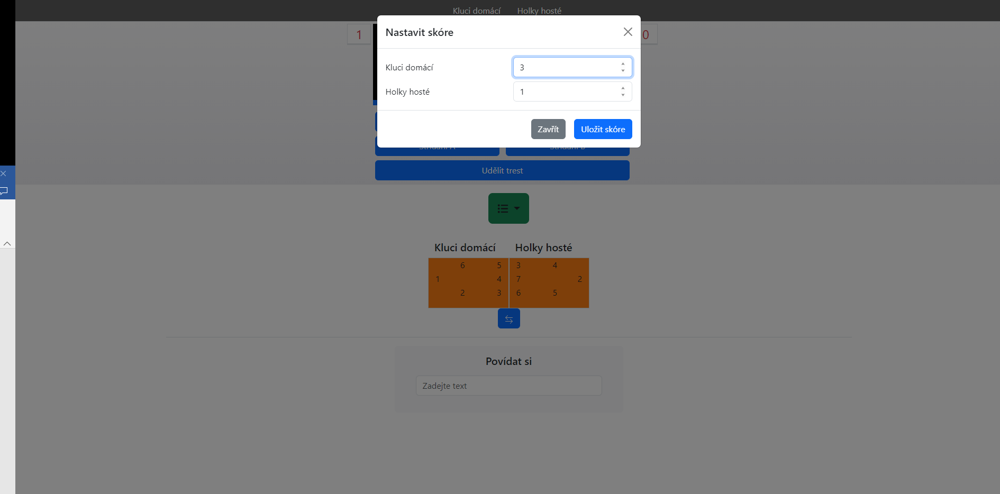 Kluci domácí Holky hosté
1 0
Nastavit skóre
Kluci domácí 3
Holky hosté 1
Zavřít Uložit skóre
Střídání A Střídání B
Udělit trest
Kluci domácí Holky hosté
6 5 3 4
1 4 7 2
2 3 6 5
Povídat si
Zadejte text